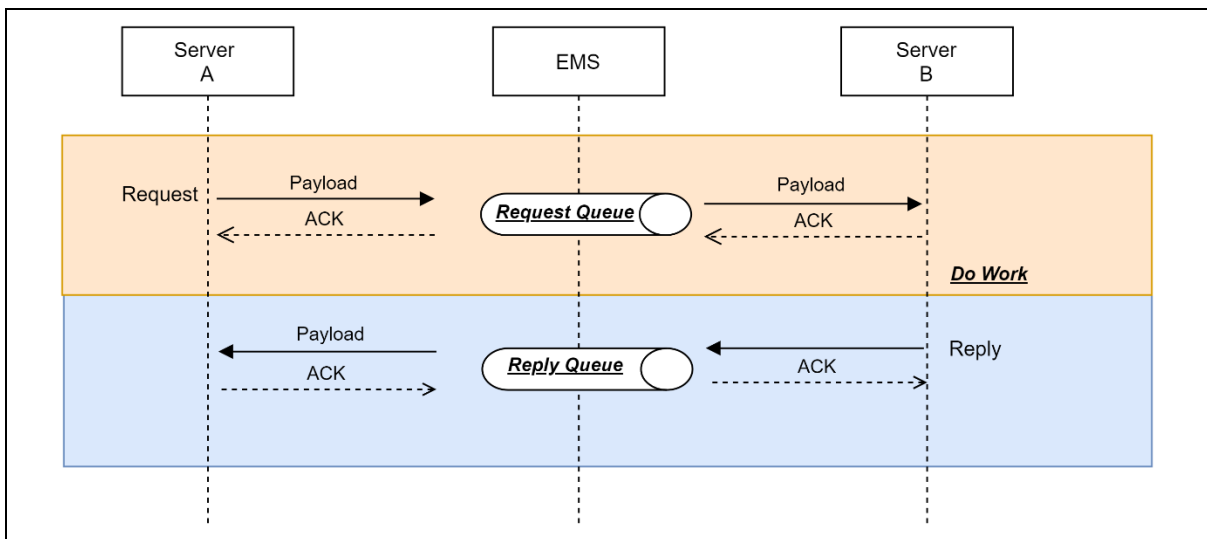 Server
A
EMS
Server
B
Request
Payload
Request Queue
Payload
ACK
ACK
Do Work
Payload
Reply Queue
Reply
ACK
ACK